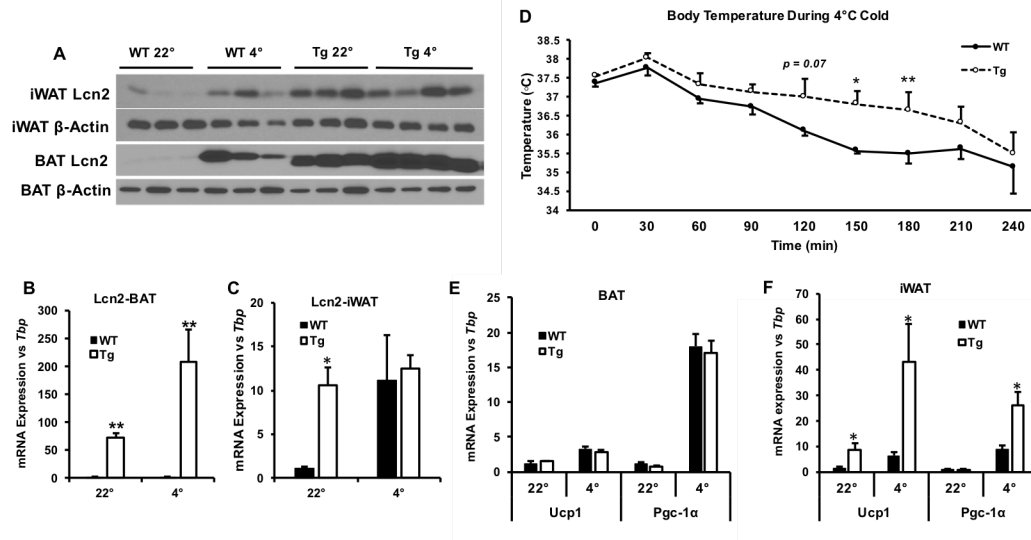 A
WT 22° WT 4° Tg 22° Tg 4°
iWAT Lcn2
iWAT β-Actin
BAT Lcn2
BAT β-Actin
D
Body Temperature During 4°C Cold
Temperature (◦C)
38.5
38
37.5
37
36.5
36
35.5
35
34.5
34
p = 0.07
*
**
WT
Tg
0 30 60 90 120 150 180 210 240
Time (min)
B
Lcn2-BAT
mRNA Expression vs Tbp
300
250
200
150
100
50
0
WT
Tg
**
**
22° 4°
C
Lcn2-iWAT
mRNA Expression vs Tbp
20
15
10
5
0
WT
Tg
*
22° 4°
E
BAT
mRNA Expression vs Tbp
25
20
15
10
5
0
WT
Tg
22° 4° 22° 4°
Ucp1 Pgc-1α
F
iWAT
mRNA expression vs Tbp
70
60
50
40
30
20
10
0
WT
Tg
*
*
*
22° 4° 22° 4°
Ucp1 Pgc-1α